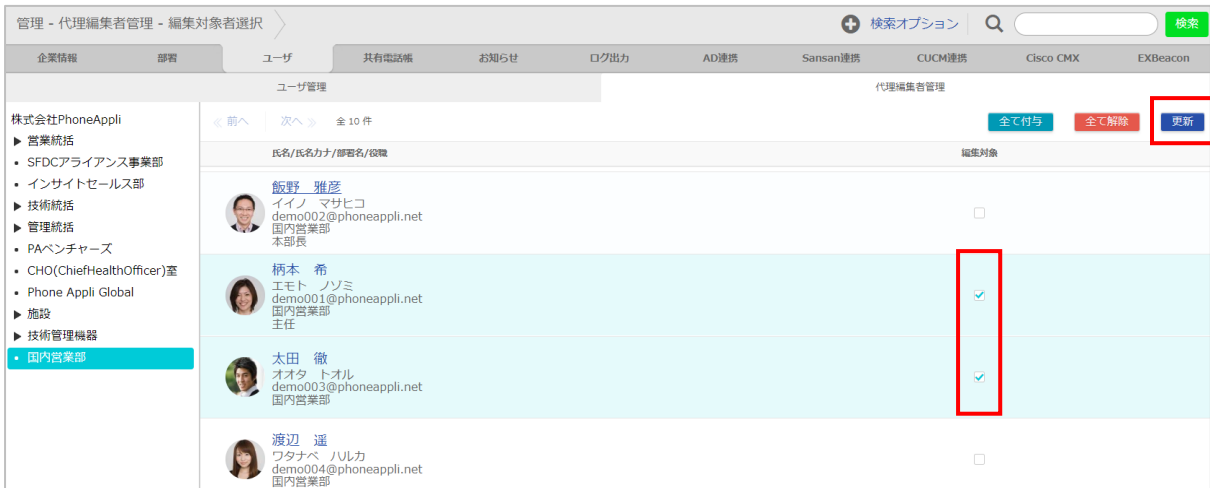 管理 - 代理編集者管理 - 編集対象者選択
検索オプション
検索
企業情報 部署 ユーザ 共有電話帳 お知らせ ログ出力 AD連携 Sansan連携 CUCM連携 Cisco CMX EXBeacon
ユーザ管理 代理編集者管理
株式会社PhoneAppli
▶ 営業統括
• SFDCアライアンス事業部
• インサイトセールス部
▶ 技術統括
▶ 管理統括
• PAベンチャーズ
• CHO(ChiefHealthOfficer)室
• Phone Appli Global
▶ 施設
▶ 技術管理機器
• 国内営業部
≪ 前へ 次へ ≫ 全 10 件
全て付与 全て解除 更新
氏名/氏名カナ/部署名/役職 編集対象
飯野 雅彦
イイノ マサヒコ
demo002@phoneappli.net
国内営業部
本部長
柄本 希
エモト ノゾミ
demo001@phoneappli.net
国内営業部
主任
太田 徹
オオタ トオル
demo003@phoneappli.net
国内営業部
渡辺 遥
ワタナベ ハルカ
demo004@phoneappli.net
国内営業部